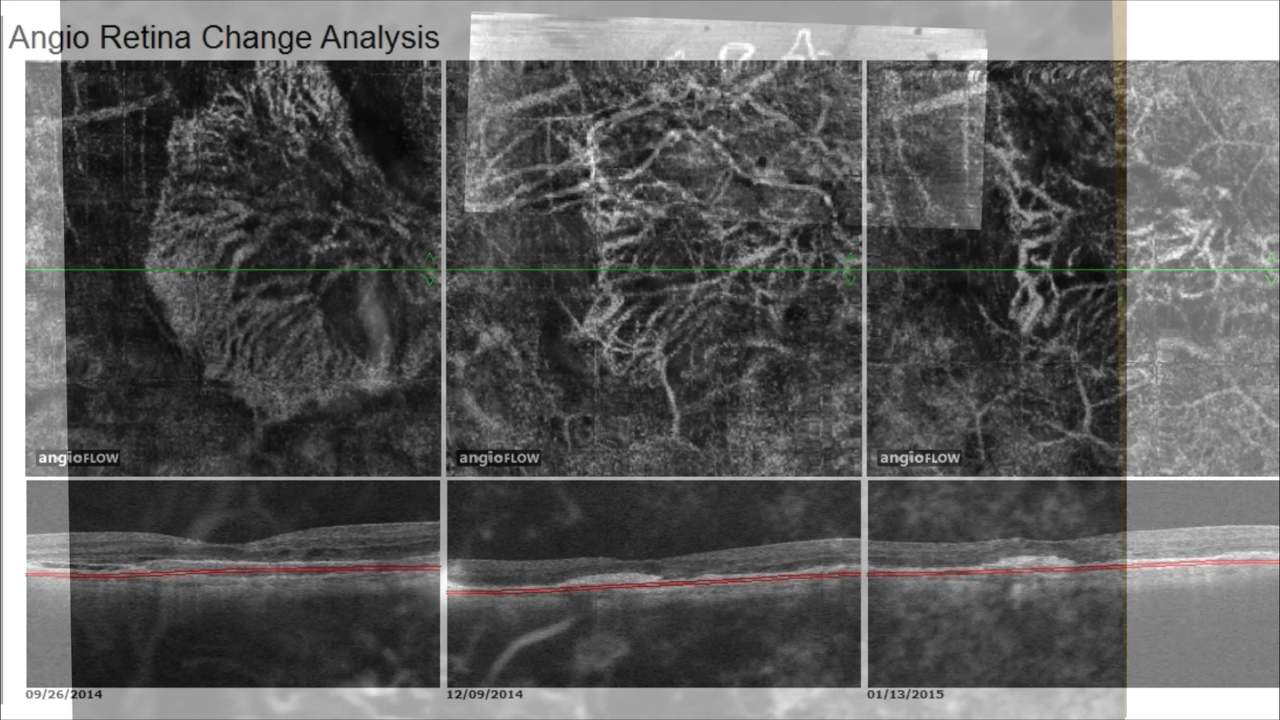 Angio Retina Change Analysis
angioFLOW
angioFLOW
angioFLOW
09/26/2014
12/09/2014
01/13/2015